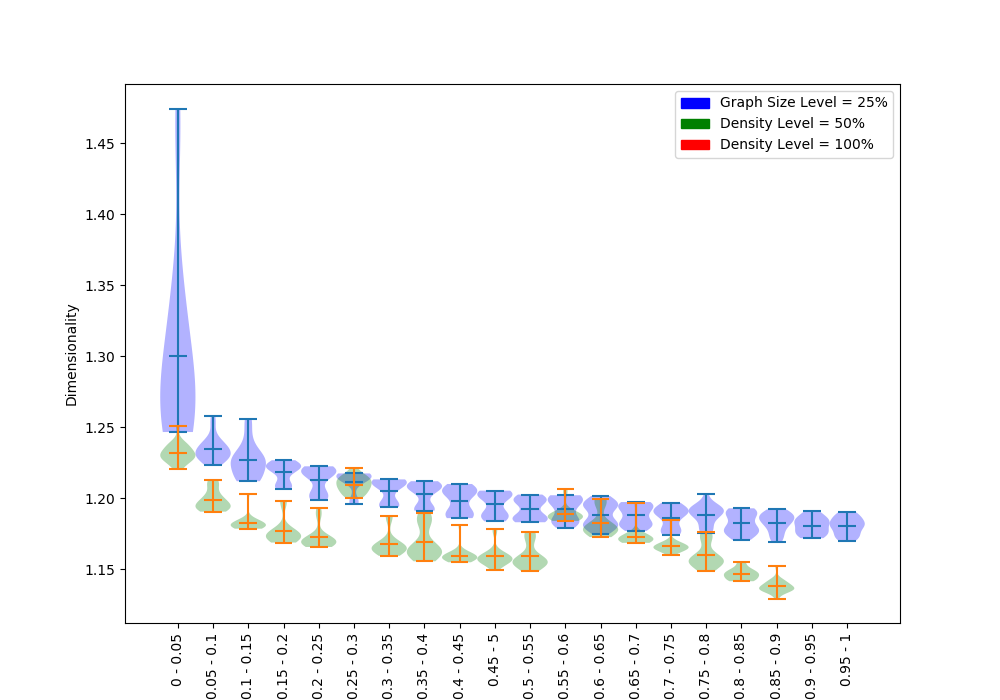 Graph Size Level = 25%
Density Level = 50%
Density Level = 100%
Dimensionality
1.45
1.40
1.35
1.30
1.25
1.20
1.15
0 - 0.05
0.05 - 0.1
0.1 - 0.15
0.15 - 0.2
0.2 - 0.25
0.25 - 0.3
0.3 - 0.35
0.35 - 0.4
0.4 - 0.45
0.45 - 5
0.5 - 0.55
0.55 - 0.6
0.6 - 0.65
0.65 - 0.7
0.7 - 0.75
0.75 - 0.8
0.8 - 0.85
0.85 - 0.9
0.9 - 0.95
0.95 - 1